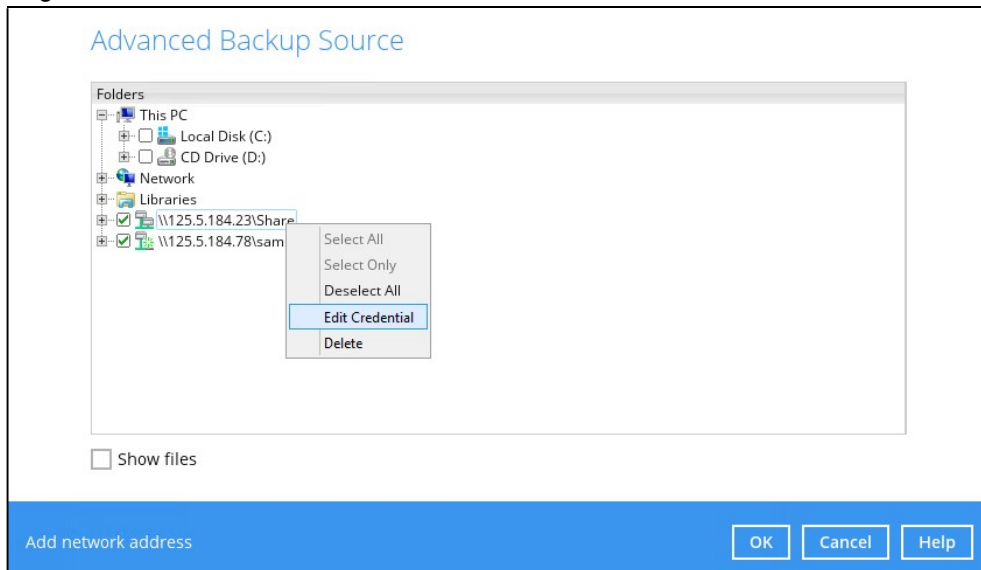 Advanced Backup Source
Folders
This PC
Local Disk (C:)
CD Drive (D:)
Network
Libraries
\\125.5.184.23\Share
\\125.5.184.78\sam
Select All
Select Only
Deselect All
Edit Credential
Delete
Show files
Add network address
OK Cancel Help